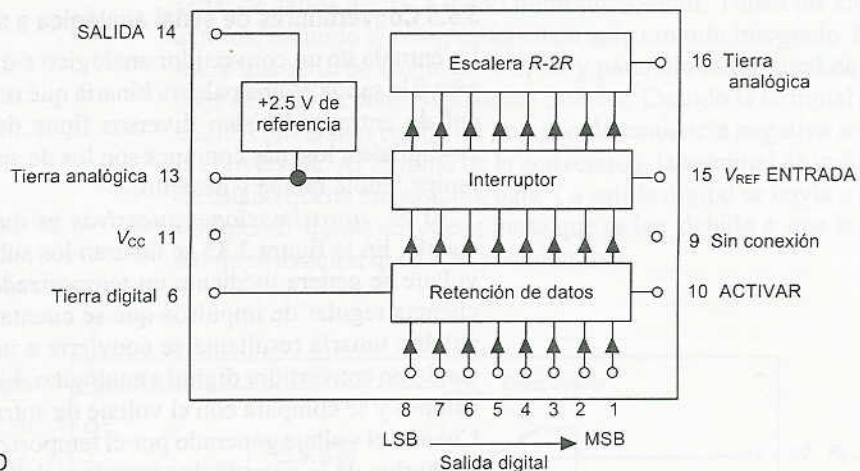 SALIDA 14
Escalera R-2R
16 Tierra
analógica
+2.5 V de
referencia
Tierra analógica 13
Interruptor
15 VREF ENTRADA
VCC 11
9 Sin conexión
Tierra digital 6
Retención de datos
10 ACTIVAR
8 7 6 5 4 3 2 1
LSB MSB
Salida digital